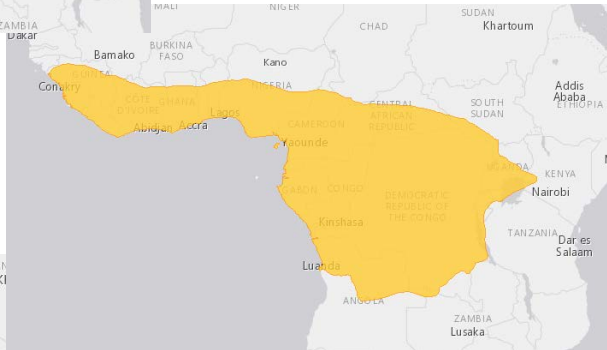 MALI
NIGER
SUDAN
ZAMBIA
Dakar
Khartoum
CHAD
BURKINA
FASO
Bamako
Kano
Addis
Ababa
ETHIOPIA
GUINEA
Conakry
NIGERIA
CÔTE
D'IVOIRE
GHANA
Lagos
CENTRAL
AFRICAN
REPUBLIC
SOUTH
SUDAN
Abidjan
Accra
CAMEROON
Yaounde
UGANDA
KENYA
GABON
CONGO
DEMOCRATIC
REPUBLIC OF
THE CONGO
Nairobi
Kinshasa
TANZANIA
Dar es
Salaam
Luanda
ANGOLA
ZAMBIA
Lusaka